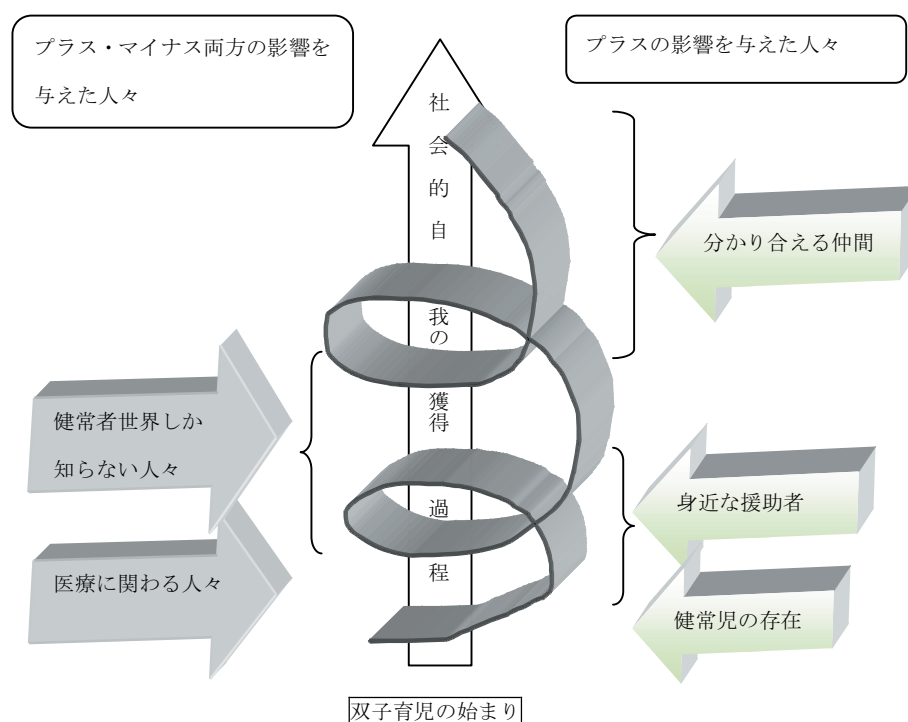 プラス・マイナス両方の影響を
与えた人々
プラスの影響を与えた人々
社会的自我の獲得過程
分かり合える仲間
健常者世界しか
知らない人々
医療に関わる人々
身近な援助者
健常児の存在
双子育児の始まり